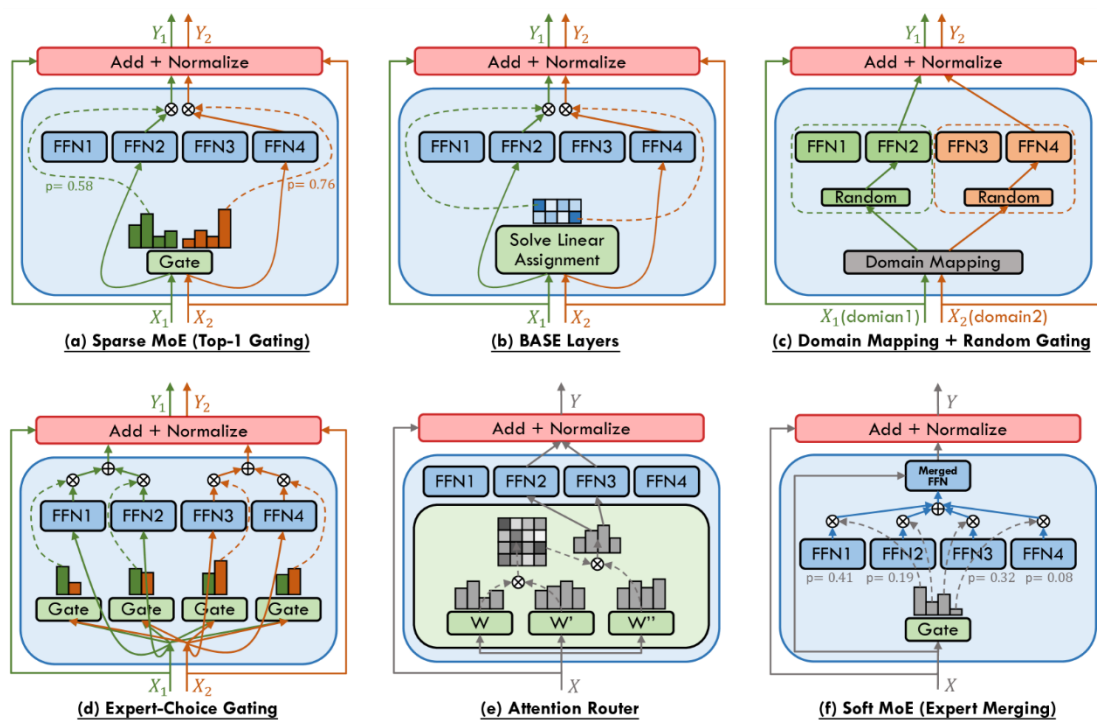 Y₁ Y₂
Add + Normalize
FFN1 FFN2 FFN3 FFN4
p= 0.58
p= 0.76
Gate
X₁ X₂
(a) Sparse MoE (Top-1 Gating)
Y₁ Y₂
Add + Normalize
FFN1 FFN2 FFN3 FFN4
Solve Linear
Assignment
X₁ X₂
(b) BASE Layers
Y₁ Y₂
Add + Normalize
FFN1 FFN2 FFN3 FFN4
Random Random
Domain Mapping
X₁(domian1) X₂(domain2)
(c) Domain Mapping + Random Gating
Y₁ Y₂
Add + Normalize
FFN1 FFN2 FFN3 FFN4
Gate Gate Gate Gate
X₁ X₂
(d) Expert-Choice Gating
Y
Add + Normalize
FFN1 FFN2 FFN3 FFN4
W W' W''
X
(e) Attention Router
Y
Add + Normalize
Merged
FFN
FFN1 FFN2 FFN3 FFN4
p= 0.41 p= 0.19 p= 0.32 p= 0.08
Gate
X
(f) Soft MoE (Expert Merging)